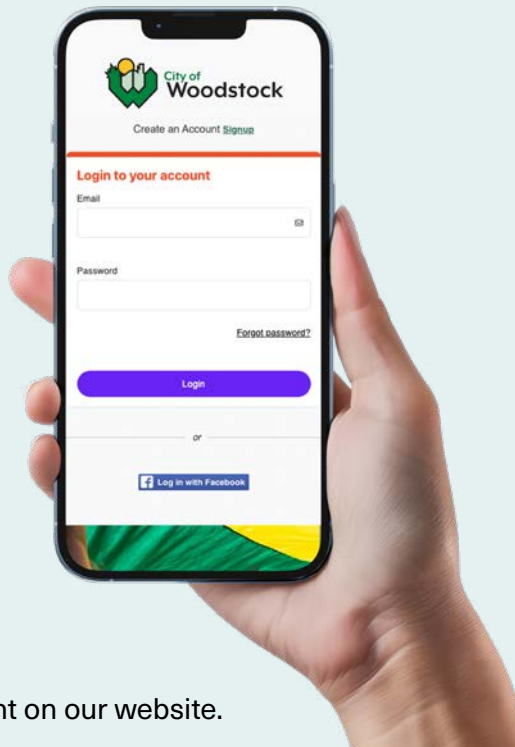 City of
Woodstock
Create an Account Signup
Login to your account
Email
Password
Forgot password?
Login
or
Log in with Facebook
nt on our website.